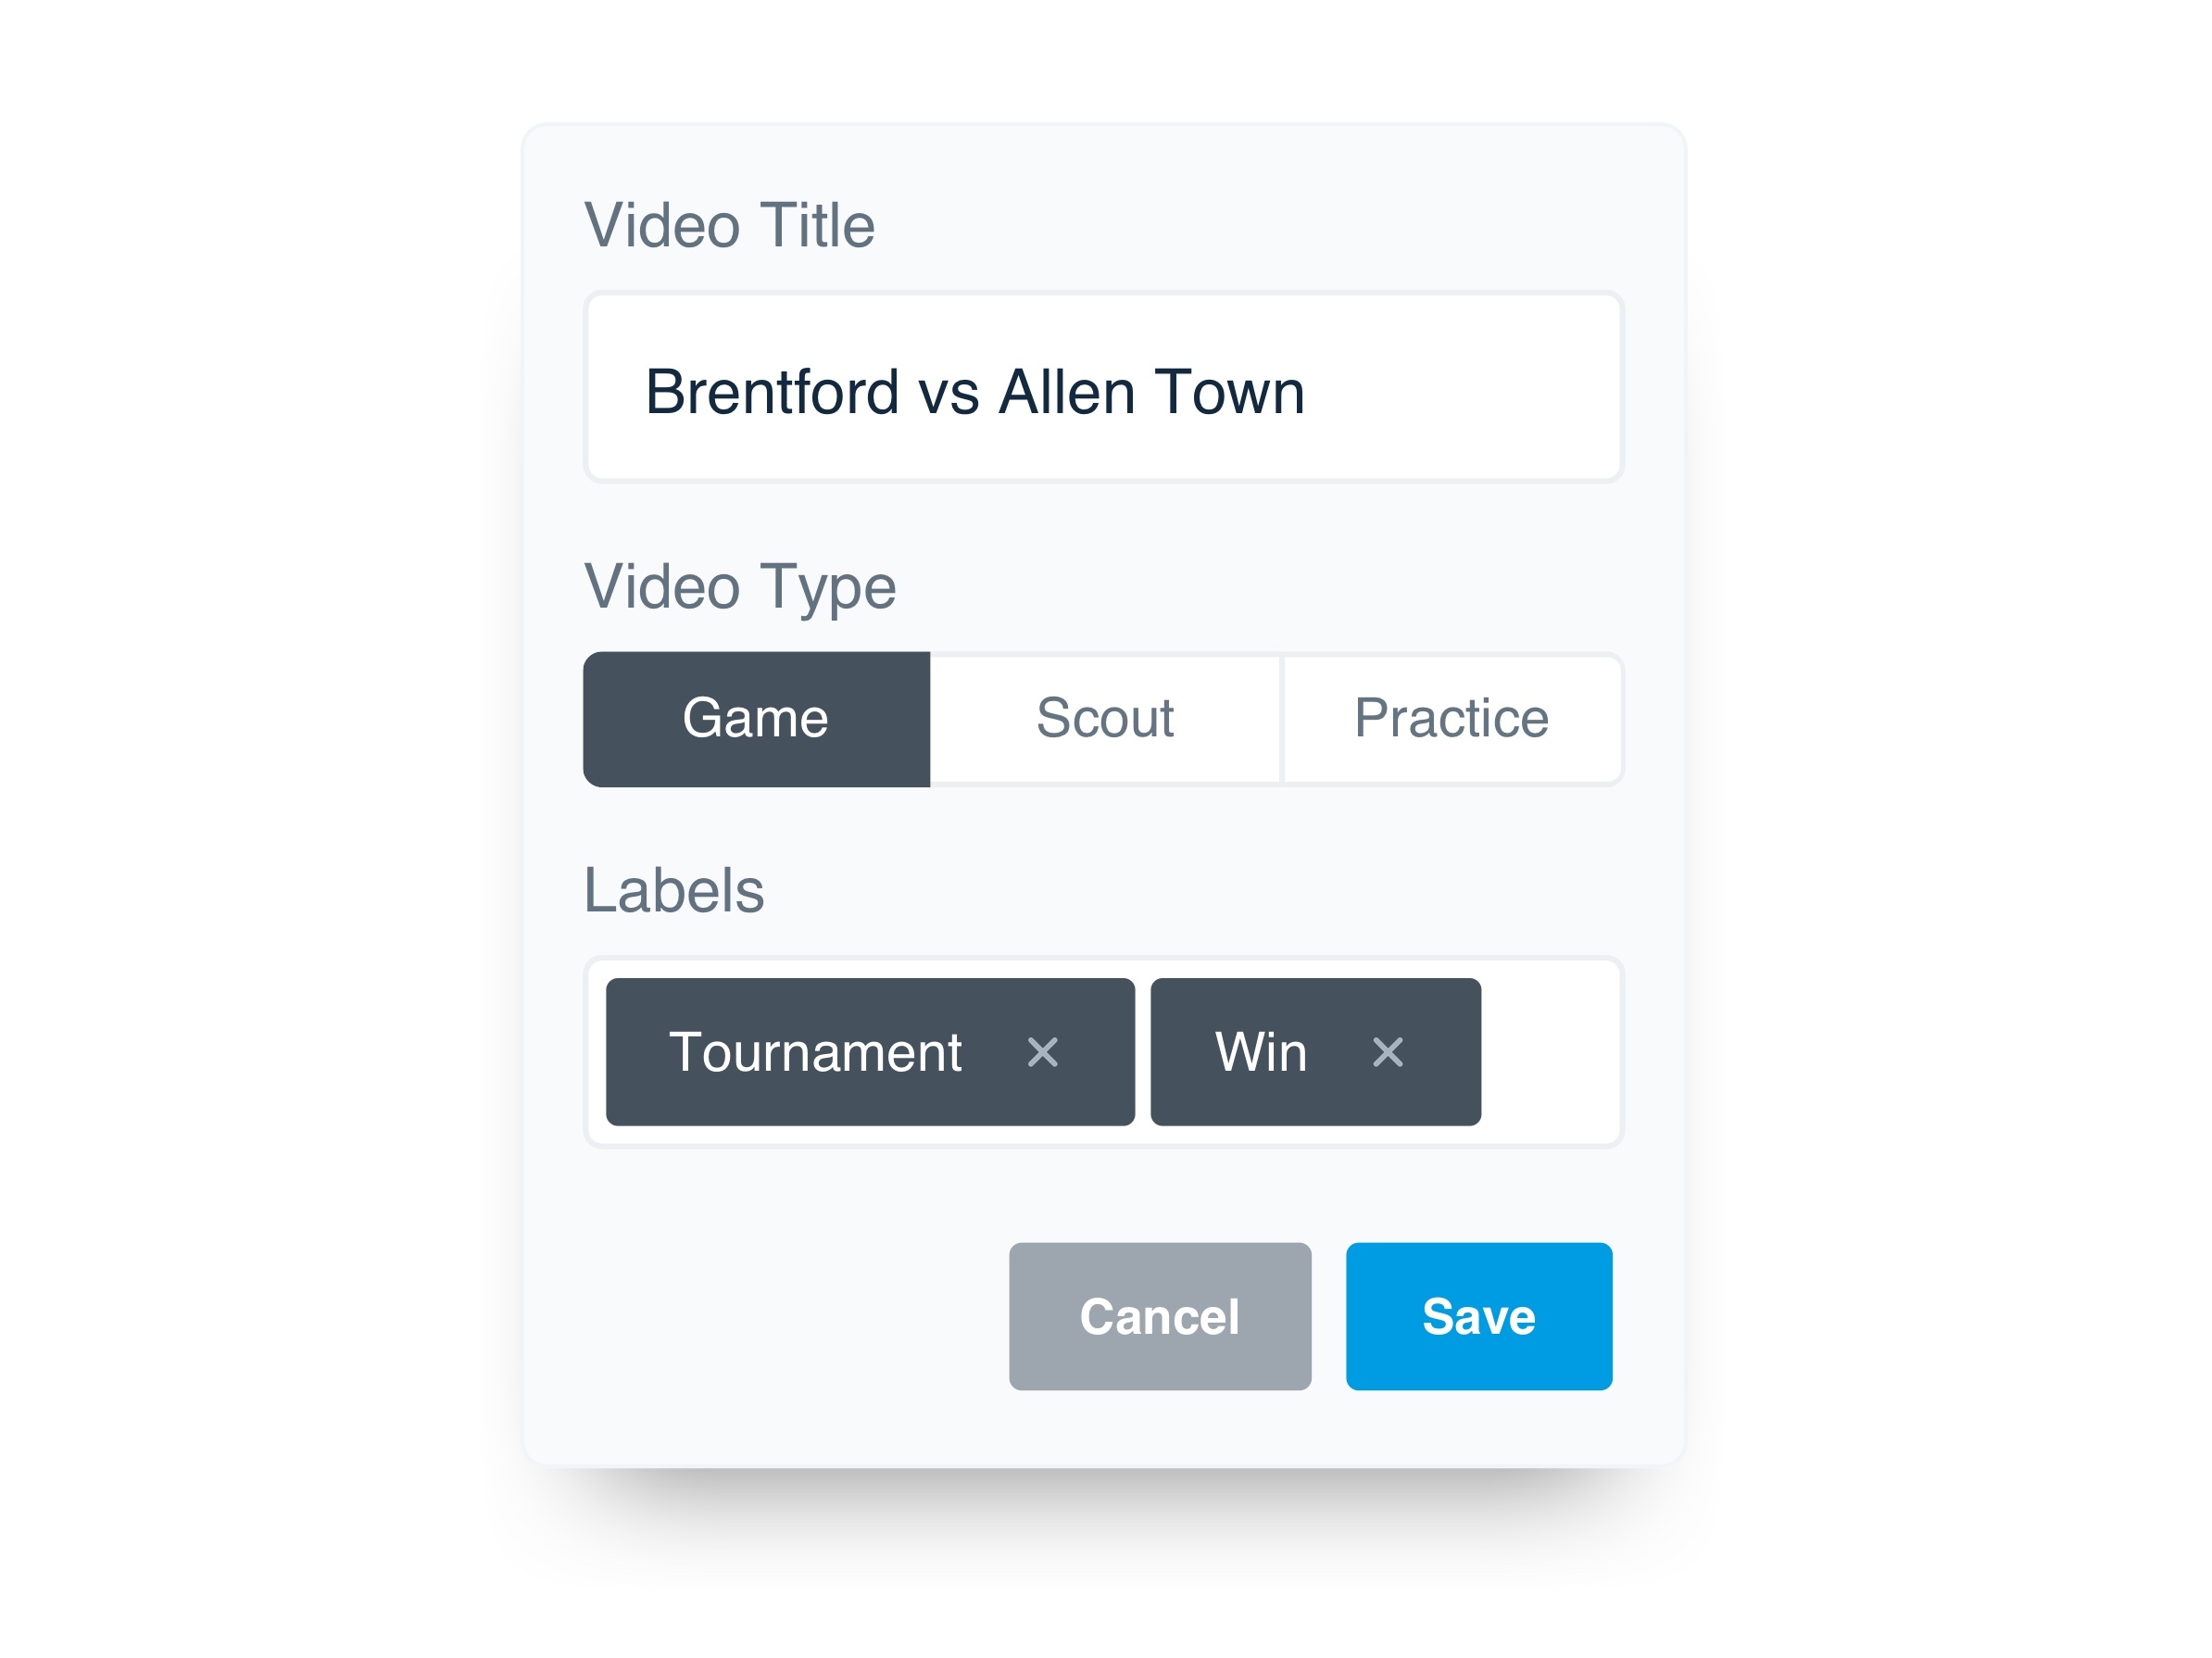 Video Title
Brentford vs Allen Town
Video Type
Game Scout Practice
Labels
Tournament Win
Cancel Save